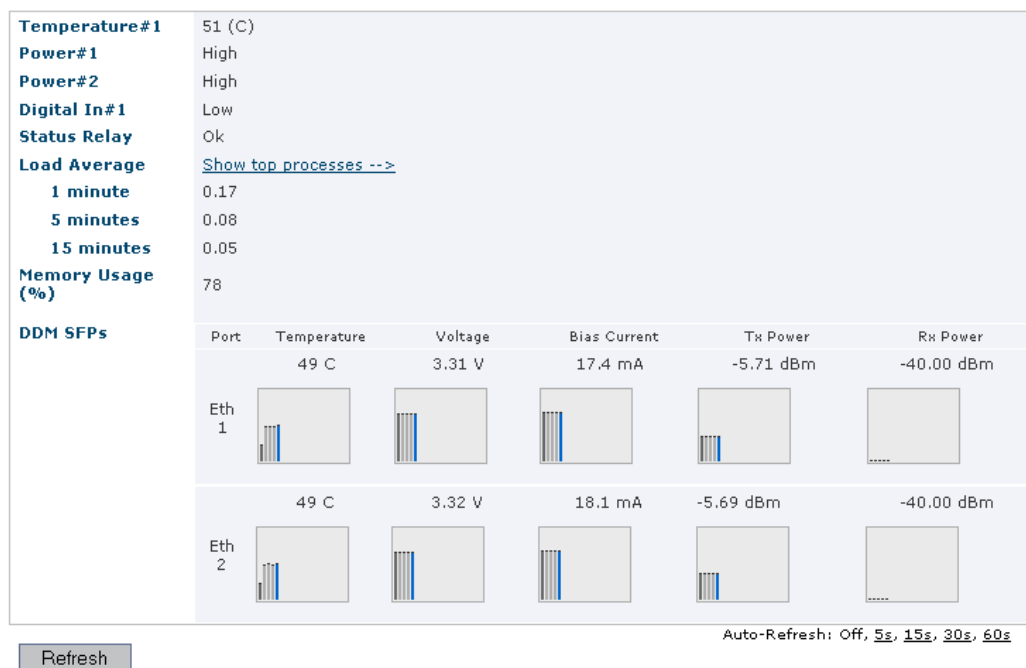 Temperature#1 51 (C)
Power#1 High
Power#2 High
Digital In#1 Low
Status Relay Ok
Load Average Show top processes -->
1 minute 0.17
5 minutes 0.08
15 minutes 0.05
Memory Usage
(%) 78
DDM SFPs Port Temperature Voltage Bias Current Tx Power Rx Power
49 C 3.31 V 17.4 mA -5.71 dBm -40.00 dBm
Eth
1
49 C 3.32 V 18.1 mA -5.69 dBm -40.00 dBm
Eth
2
Auto-Refresh: Off, 5s, 15s, 30s, 60s
Refresh